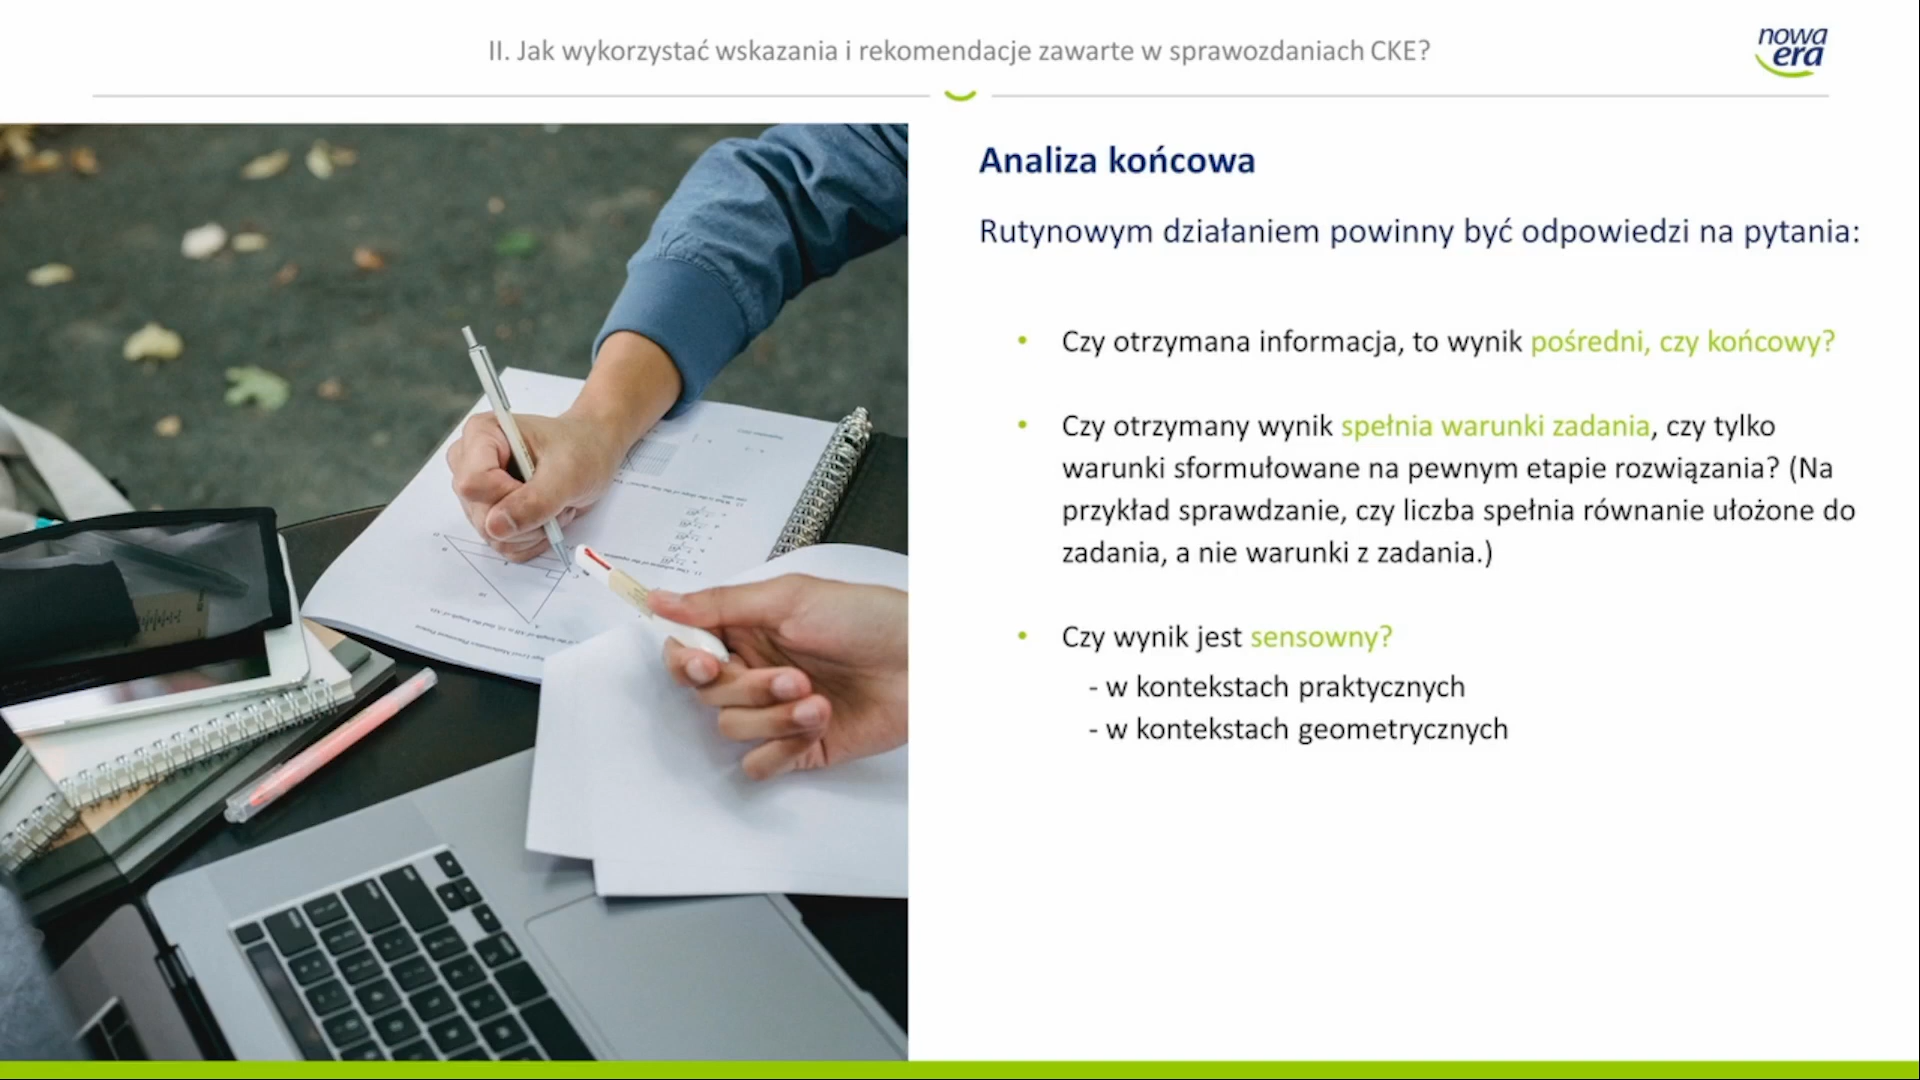 II. Jak wykorzystać wskazania i rekomendacje zawarte w sprawozdaniach CKE?
nowa
era
Analiza końcowa
Rutynowym działaniem powinny być odpowiedzi na pytania:
• Czy otrzymana informacja, to wynik pośredni, czy końcowy?
• Czy otrzymany wynik spełnia warunki zadania, czy tylko
warunki sformułowane na pewnym etapie rozwiązania? (Na
przykład sprawdzanie, czy liczba spełnia równanie ułożone do
zadania, a nie warunki z zadania.)
• Czy wynik jest sensowny?
- w kontekstach praktycznych
- w kontekstach geometrycznych